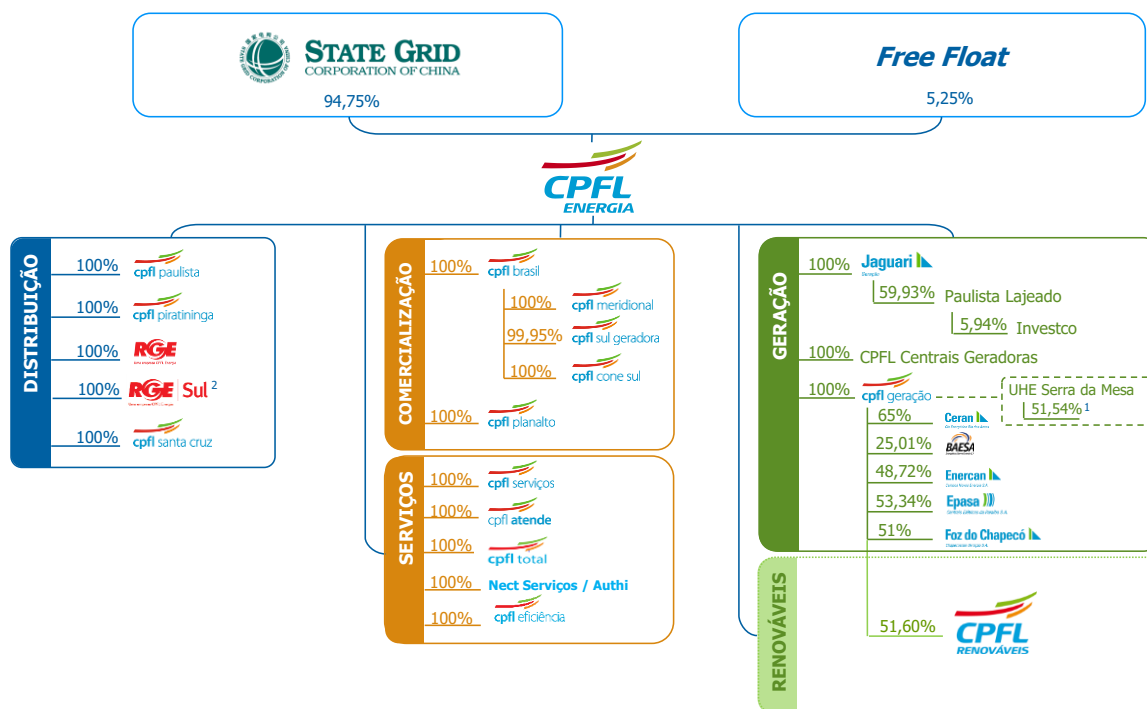 STATE GRID
CORPORATION OF CHINA
94,75%
Free Float
5,25%
CPFL
ENERGIA
DISTRIBUIÇÃO
100% cpfl paulista
100% cpfl piratininga
100% RGE
100% RGE Sul 2
100% cpfl santa cruz
COMERCIALIZAÇÃO
100% cpfl brasil
100% cpfl meridional
99,95% cpfl sul geradora
100% cpfl cone sul
100% cpfl planalto
SERVIÇOS
100% cpfl serviços
100% cpfl atende
100% cpfl total
100% Nect Serviços / Authi
100% cpfl eficiência
GERAÇÃO
100% Jaguari
59,93% Paulista Lajeado
5,94% Investco
100% CPFL Centrais Geradoras
100% cpfl geração
UHE Serra da Mesa
51,54% 1
65% Ceran
25,01% BAESA
48,72% Enercan
53,34% Epasa
51% Foz do Chapecó
RENOVÁVEIS
51,60% CPFL
RENOVÁVEIS